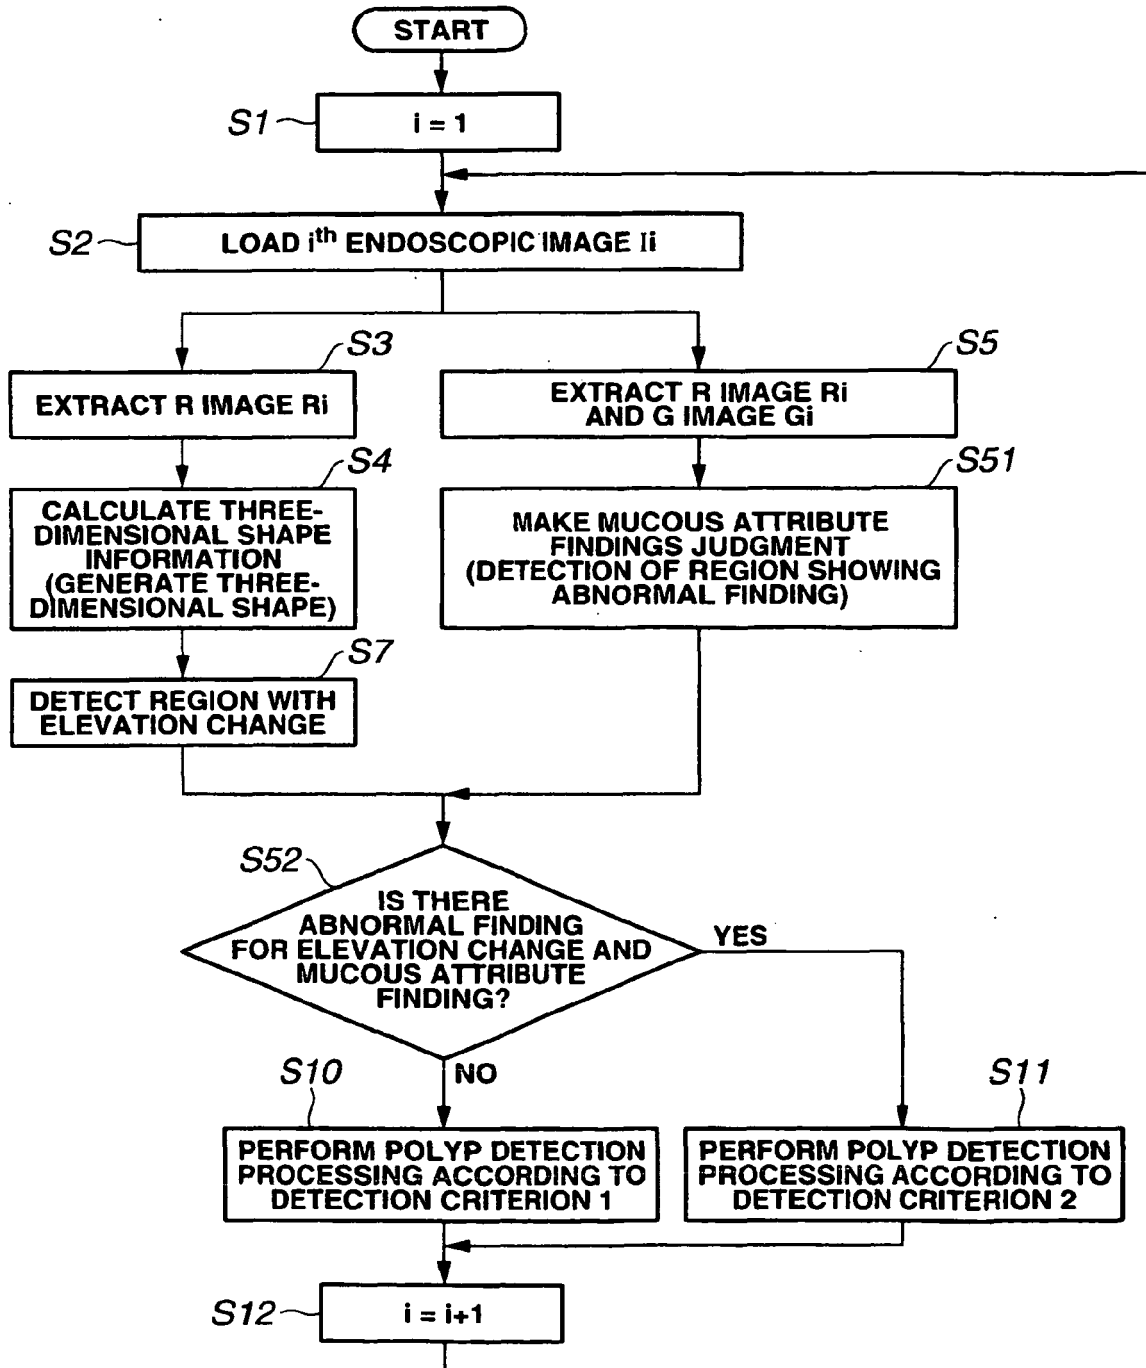 START
S1
i = 1
S2
LOAD ith ENDOSCOPIC IMAGE Ii
S3
EXTRACT R IMAGE Ri
S5
EXTRACT R IMAGE Ri
AND G IMAGE Gi
S4
CALCULATE THREE-
DIMENSIONAL SHAPE
INFORMATION
(GENERATE THREE-
DIMENSIONAL SHAPE)
S51
MAKE MUCOUS ATTRIBUTE
FINDINGS JUDGMENT
(DETECTION OF REGION SHOWING
ABNORMAL FINDING)
S7
DETECT REGION WITH
ELEVATION CHANGE
S52
IS THERE
ABNORMAL FINDING
FOR ELEVATION CHANGE AND
MUCOUS ATTRIBUTE
FINDING?
YES
NO
S10
PERFORM POLYP DETECTION
PROCESSING ACCORDING TO
DETECTION CRITERION 1
S11
PERFORM POLYP DETECTION
PROCESSING ACCORDING TO
DETECTION CRITERION 2
S12
i = i+1